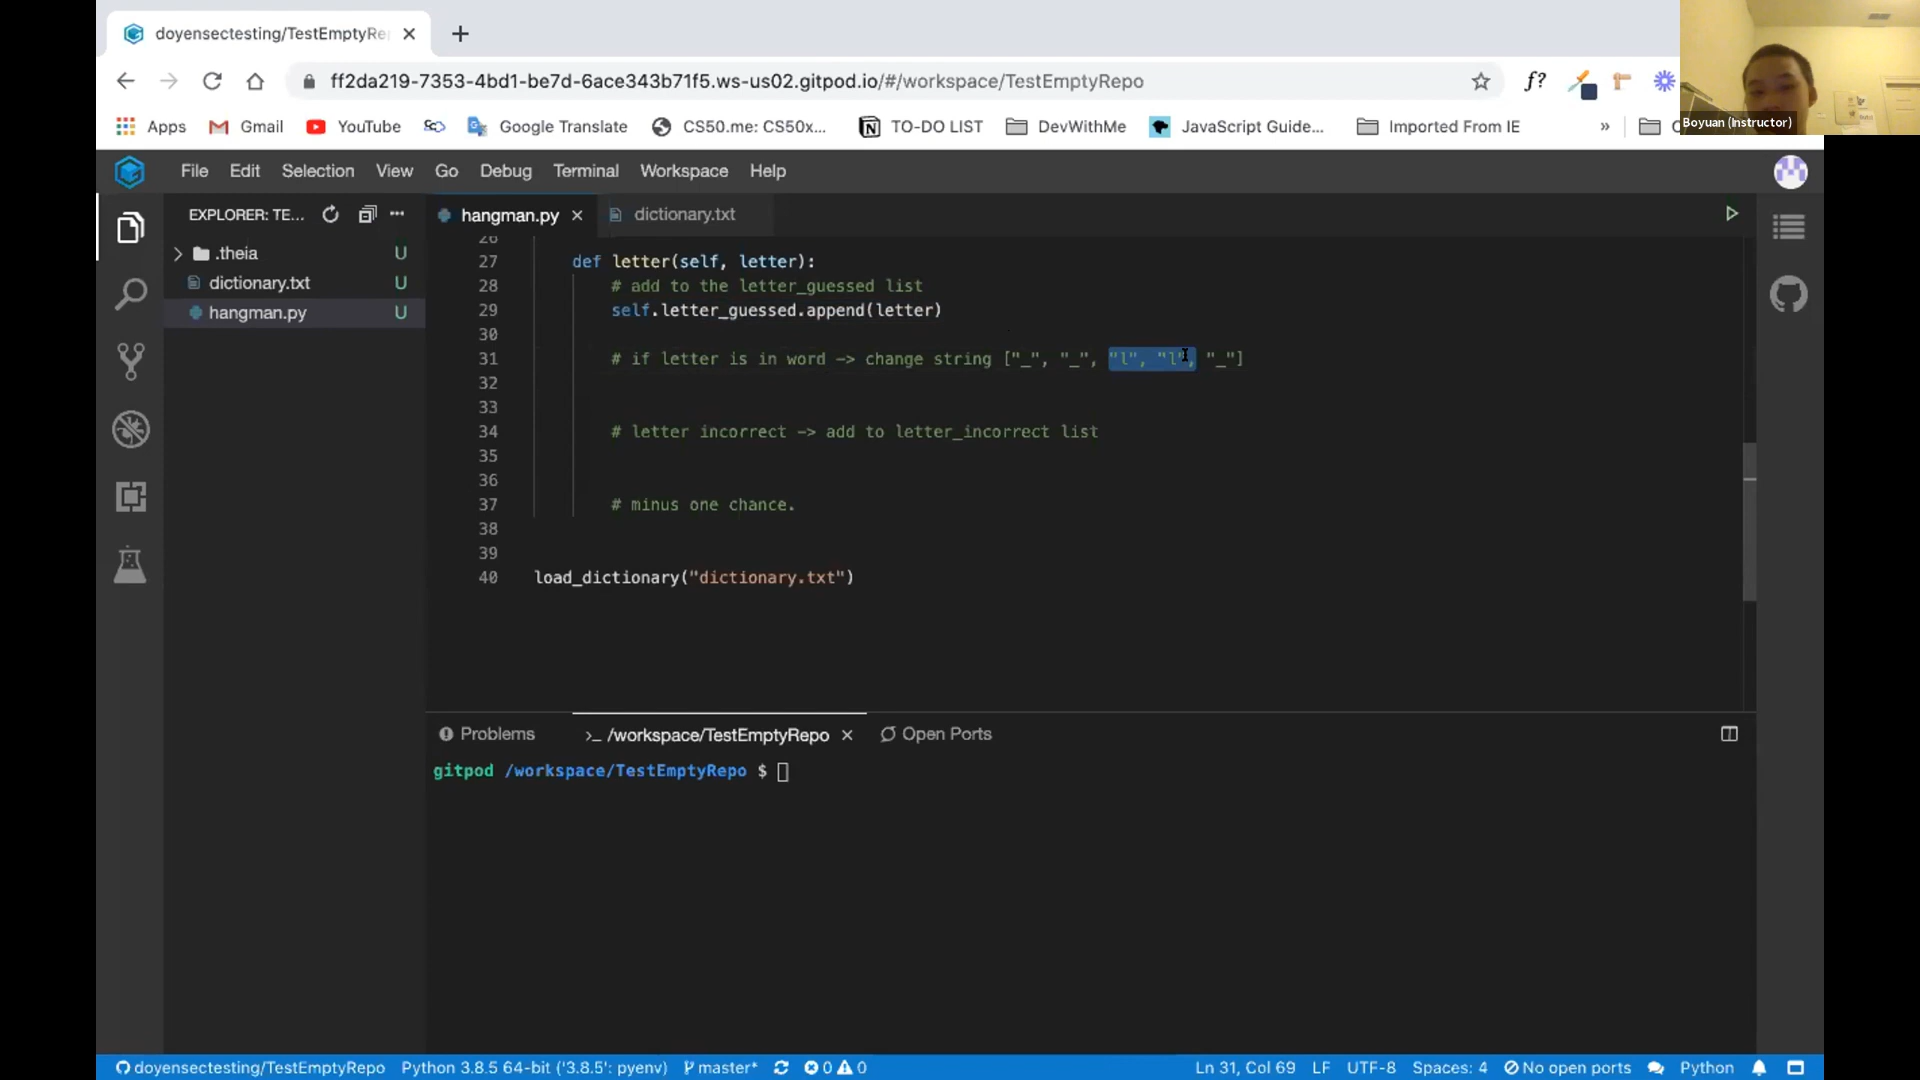 doyensectesting/TestEmptyRe
ff2da219-7353-4bd1-be7d-6ace343b71f5.ws-us02.gitpod.io/#/workspace/TestEmptyRepo
f?
Boyuan (Instructor)
Apps Gmail YouTube Google Translate CS50.me: CS50x... TO-DO LIST DevWithMe JavaScript Guide... Imported From IE »
File Edit Selection View Go Debug Terminal Workspace Help
EXPLORER: TE...
hangman.py
dictionary.txt
.theia U
dictionary.txt U
hangman.py U
26
27 def letter(self, letter):
28 # add to the letter_guessed list
29 self.letter_guessed.append(letter)
30
31 # if letter is in word -> change string ["_", "_", "l", "l", "_"]
32
33
34 # letter incorrect -> add to letter_incorrect list
35
36
37 # minus one chance.
38
39
40 load_dictionary("dictionary.txt")
Problems >_ /workspace/TestEmptyRepo Open Ports
gitpod /workspace/TestEmptyRepo $
doyensectesting/TestEmptyRepo Python 3.8.5 64-bit ('3.8.5': pyenv) master* 0 0 Ln 31, Col 69 LF UTF-8 Spaces: 4 No open ports Python